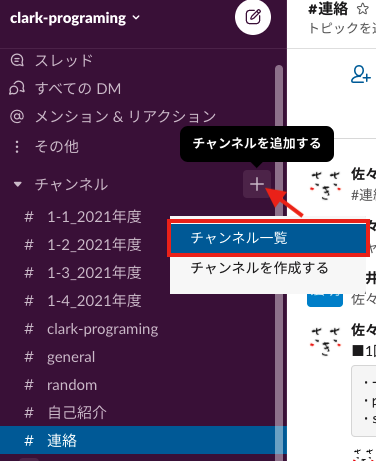 clark-programing
スレッド
すべての DM
メンション & リアクション
その他
チャンネルを追加する
チャンネル
1-1_2021年度
チャンネル一覧
1-2_2021年度
チャンネルを作成する
1-3_2021年度
1-4_2021年度
# clark-programing
# general
# random
# 自己紹介
# 連絡
#連絡
トピックを追
佐々
#連絡
佐々
井
佐々
佐々
■1回